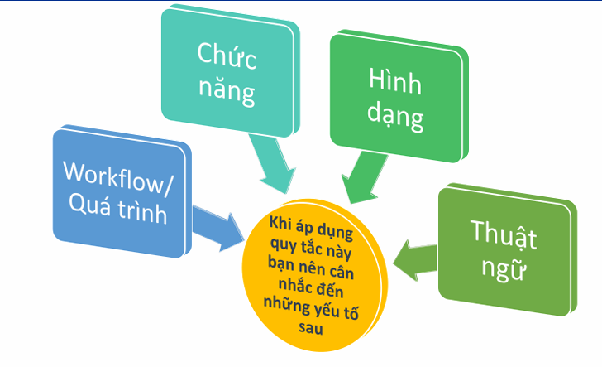 Chức
năng
Hình
dạng
Workflow/
Quá trình
Thuật
ngữ
Khi áp dụng
quy tắc này
bạn nên cân
nhắc đến
những yếu tố
sau